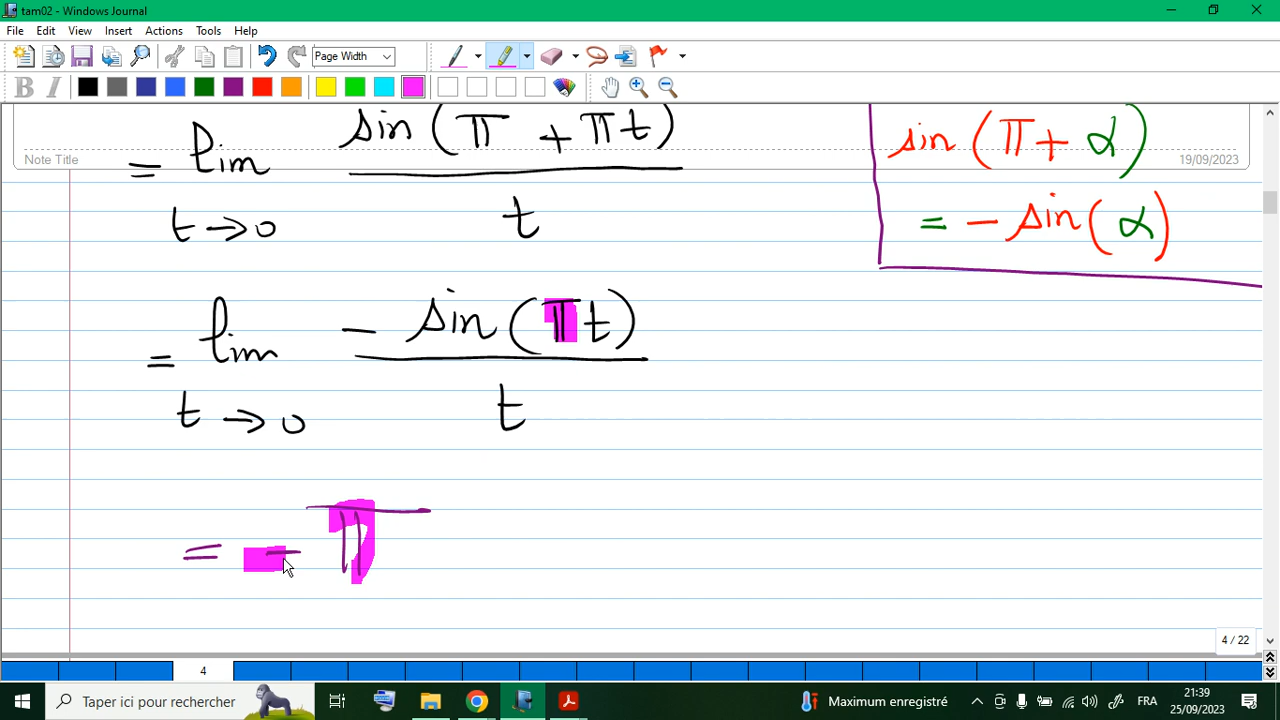 tam02 - Windows Journal
File Edit View Insert Actions Tools Help
Page Width
B I
Note Title
19/09/2023
= lim sin(π + πt)
t → 0 t
sin(π + α)
= - sin(α)
= lim - sin(πt)
t → 0 t
= - π
4 / 22
4
Taper ici pour rechercher
Maximum enregistré
FRA
21:39
25/09/2023